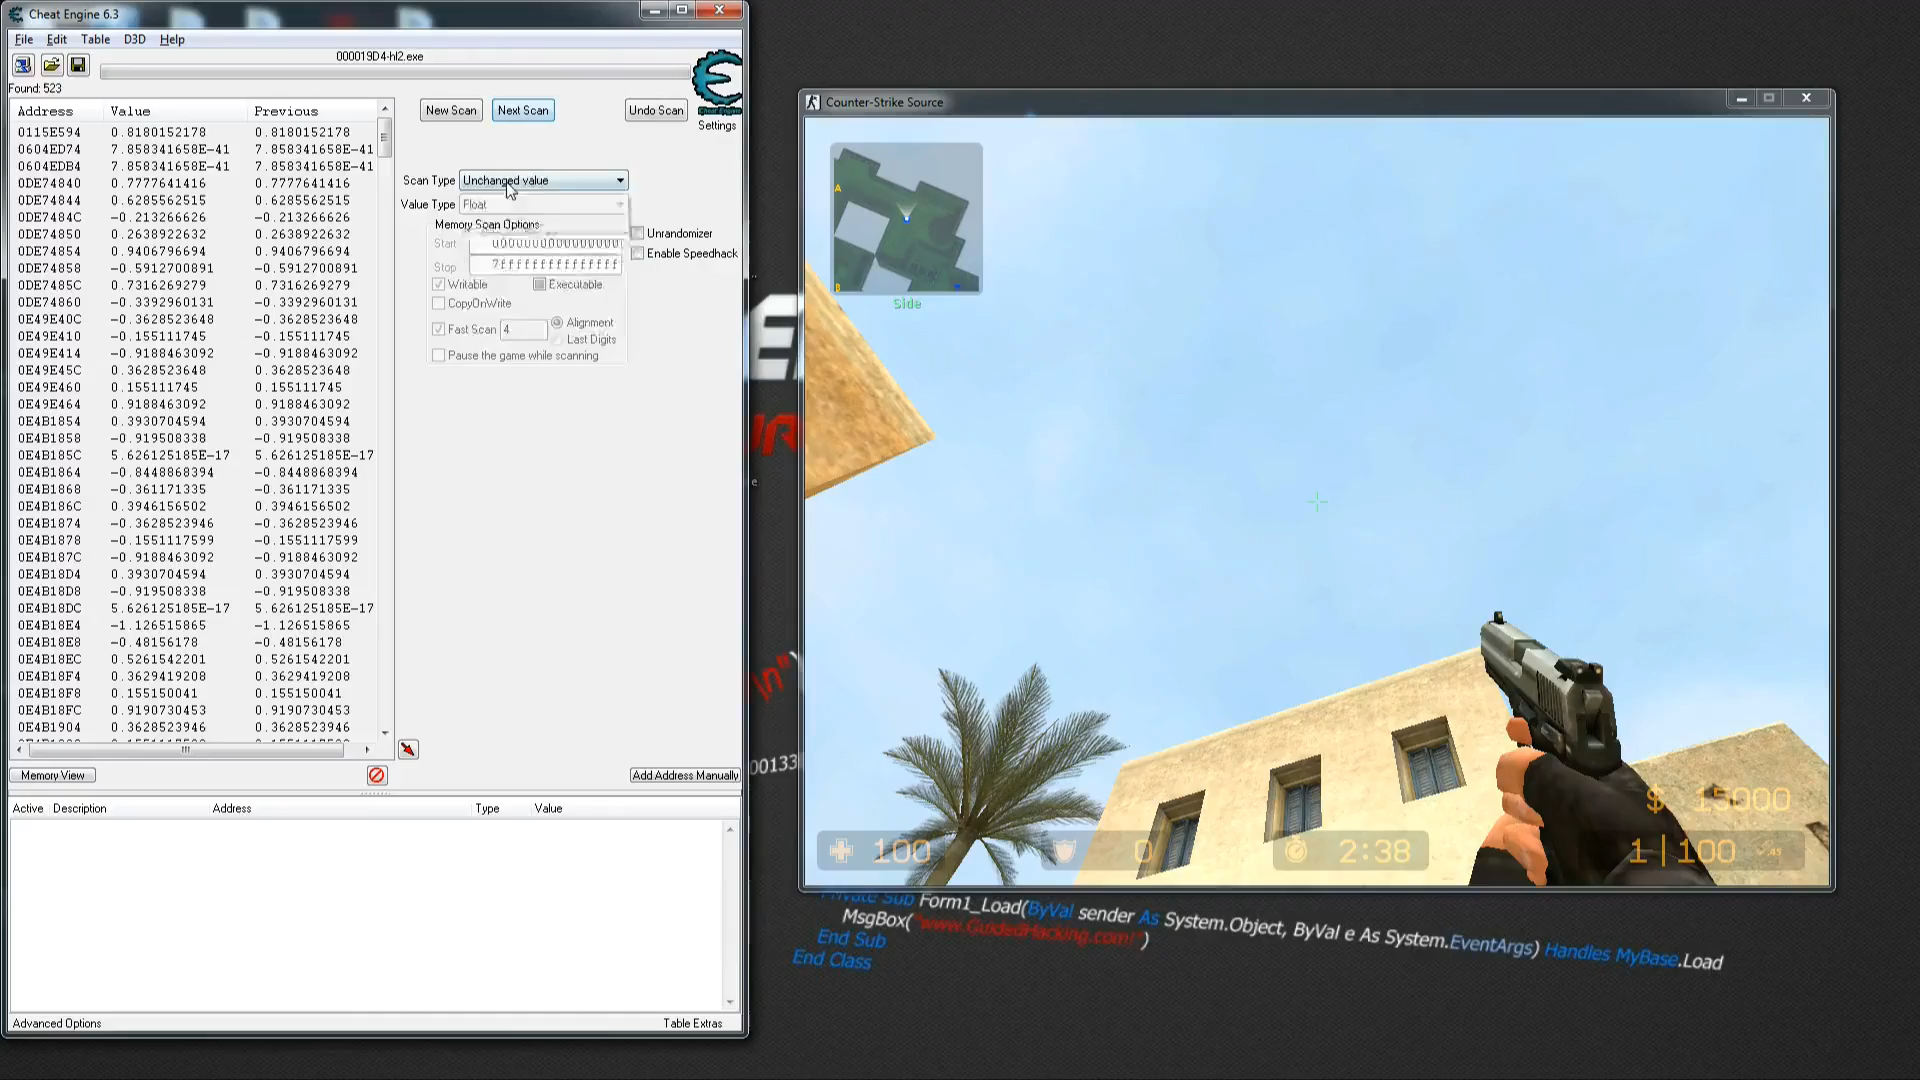 Cheat Engine 6.3
File Edit Table D3D Help
000019D4-hl2.exe
Found: 523
Address Value Previous
0115E594 0.8180152178 0.8180152178
0604ED74 7.858341658E-41 7.858341658E-41
0604EDB4 7.858341658E-41 7.858341658E-41
0DE74840 0.7777641416 0.7777641416
0DE74844 0.6285562515 0.6285562515
0DE7484C -0.213266626 -0.213266626
0DE74850 0.2638922632 0.2638922632
0DE74854 0.9406796694 0.9406796694
0DE74858 -0.5912700891 -0.5912700891
0DE7485C 0.7316269279 0.7316269279
0DE74860 -0.3392960131 -0.3392960131
0E49E40C -0.3628523648 -0.3628523648
0E49E410 -0.155111745 -0.155111745
0E49E414 -0.9188463092 -0.9188463092
0E49E45C 0.3628523648 0.3628523648
0E49E460 0.155111745 0.155111745
0E49E464 0.9188463092 0.9188463092
0E4B1854 0.3930704594 0.3930704594
0E4B1858 -0.919508338 -0.919508338
0E4B185C 5.626125185E-17 5.626125185E-17
0E4B1864 -0.8448868394 -0.8448868394
0E4B1868 -0.361171335 -0.361171335
0E4B186C 0.3946156502 0.3946156502
0E4B1874 -0.3628523946 -0.3628523946
0E4B1878 -0.1551117599 -0.1551117599
0E4B187C -0.9188463092 -0.9188463092
0E4B18D4 0.3930704594 0.3930704594
0E4B18D8 -0.919508338 -0.919508338
0E4B18DC 5.626125185E-17 5.626125185E-17
0E4B18E4 -1.126515865 -1.126515865
0E4B18E8 -0.48156178 -0.48156178
0E4B18EC 0.5261542201 0.5261542201
0E4B18F4 0.3629419208 0.3629419208
0E4B18F8 0.155150041 0.155150041
0E4B18FC 0.9190730453 0.9190730453
0E4B1904 0.3628523946 0.3628523946
New Scan Next Scan Undo Scan
Settings
Scan Type Unchanged value
Value Type Float
Memory Scan Options
Start
Stop 7fffffffffffffff
Writable Executable
CopyOnWrite
Fast Scan 4 Alignment
Last Digits
Pause the game while scanning
Unrandomizer
Enable Speedhack
Memory View Add Address Manually
Active Description Address Type Value
Advanced Options Table Extras
Counter-Strike Source
A
B
Side
100 0 2:38 1 | 100 .45
$ 15000
\n")
00133
Private Sub Form1_Load(ByVal sender As System.Object, ByVal e As System.EventArgs) Handles MyBase.Load
MsgBox("www.GuidedHacking.com!")
End Sub
End Class